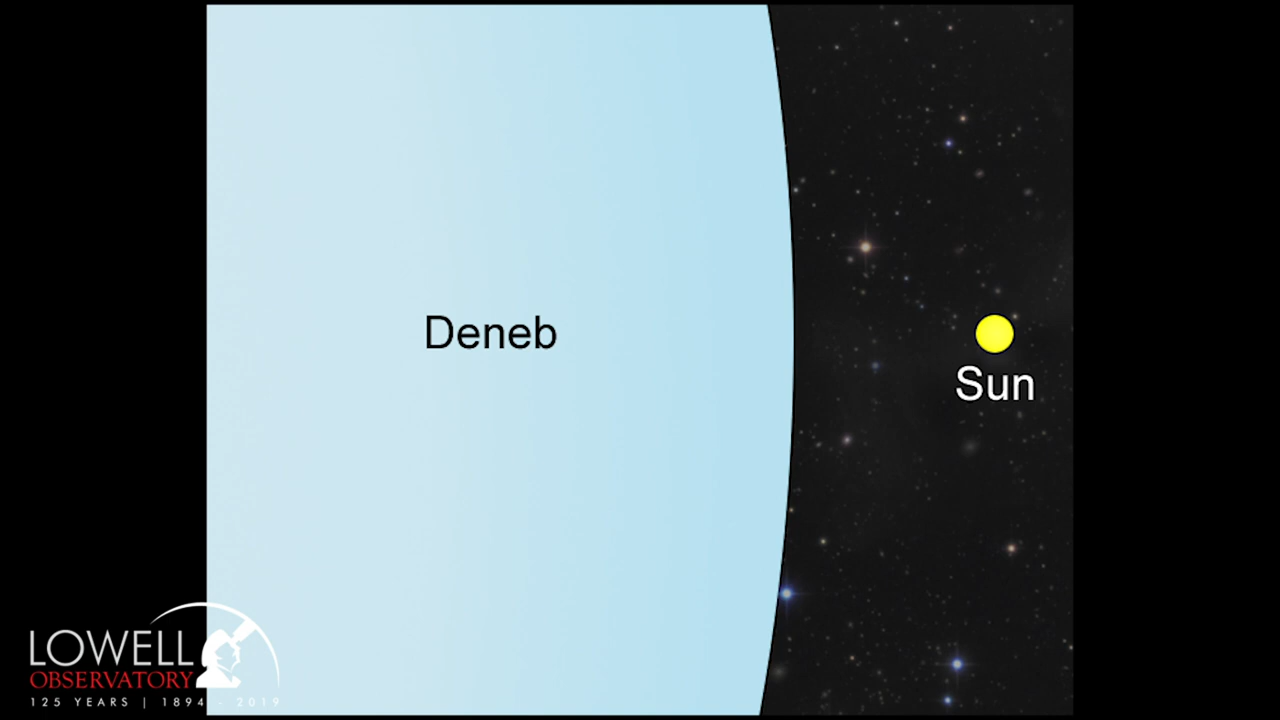 Deneb
Sun
LOWELL
OBSERVATORY
125 YEARS | 1894 - 2019